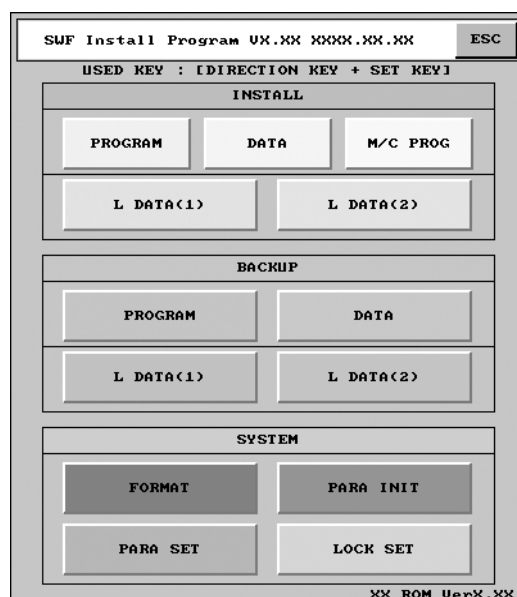 SWF Install Program VX.XX XXXX.XX.XX ESC
USED KEY : [DIRECTION KEY + SET KEY]
INSTALL
PROGRAM DATA M/C PROG
L DATA(1) L DATA(2)
BACKUP
PROGRAM DATA
L DATA(1) L DATA(2)
SYSTEM
FORMAT PARA INIT
PARA SET LOCK SET
XX ROM VerX.XX